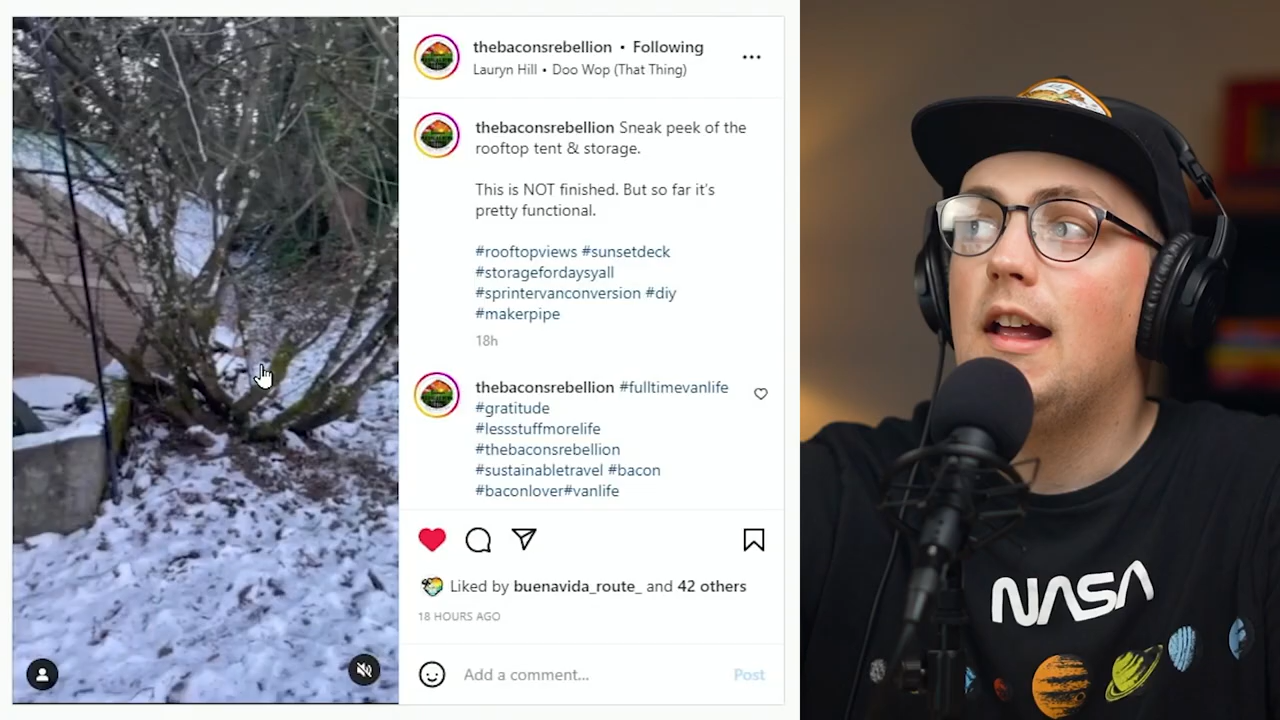 thebaconsrebellion • Following
Lauryn Hill • Doo Wop (That Thing)
thebaconsrebellion Sneak peek of the
rooftop tent & storage.
This is NOT finished. But so far it's
pretty functional.
#rooftopviews #sunsetdeck
#storagefordaysyall
#sprintervanconversion #diy
#makerpipe
18h
thebaconsrebellion #fulltimevanlife
#gratitude
#lessstuffmorelife
#thebaconsrebellion
#sustainabletravel #bacon
#baconlover#vanlife
Liked by buenavida_route_ and 42 others
18 HOURS AGO
Add a comment...
Post
NASA